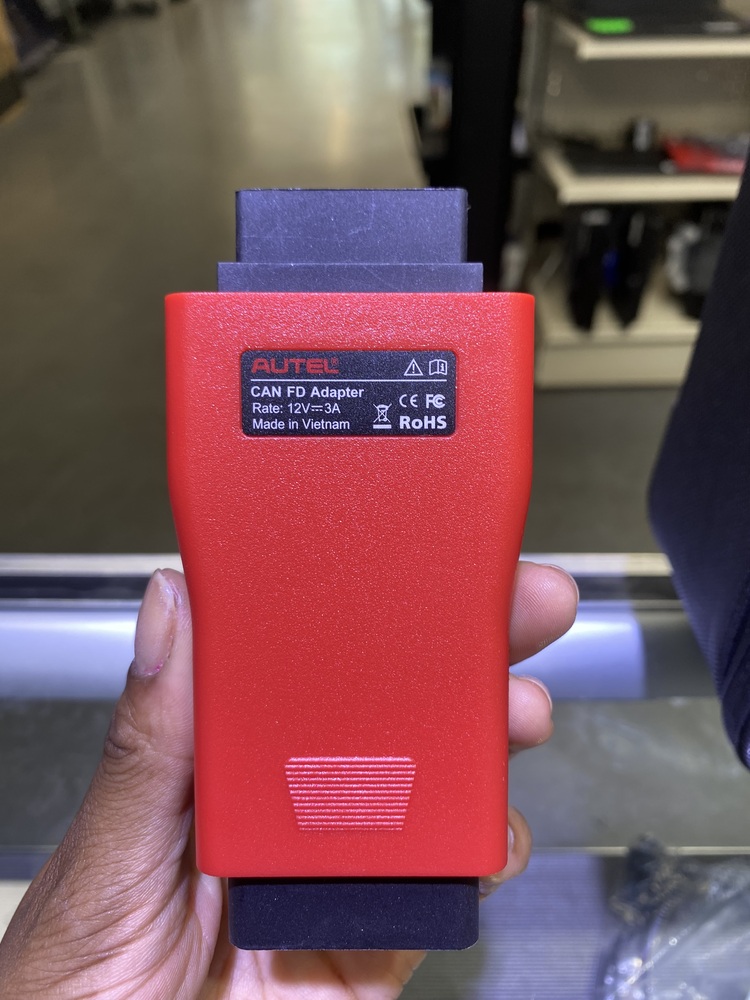 AUTEL®
CAN FD Adapter
Rate: 12V⎓3A
Made in Vietnam
CE FC
RoHS